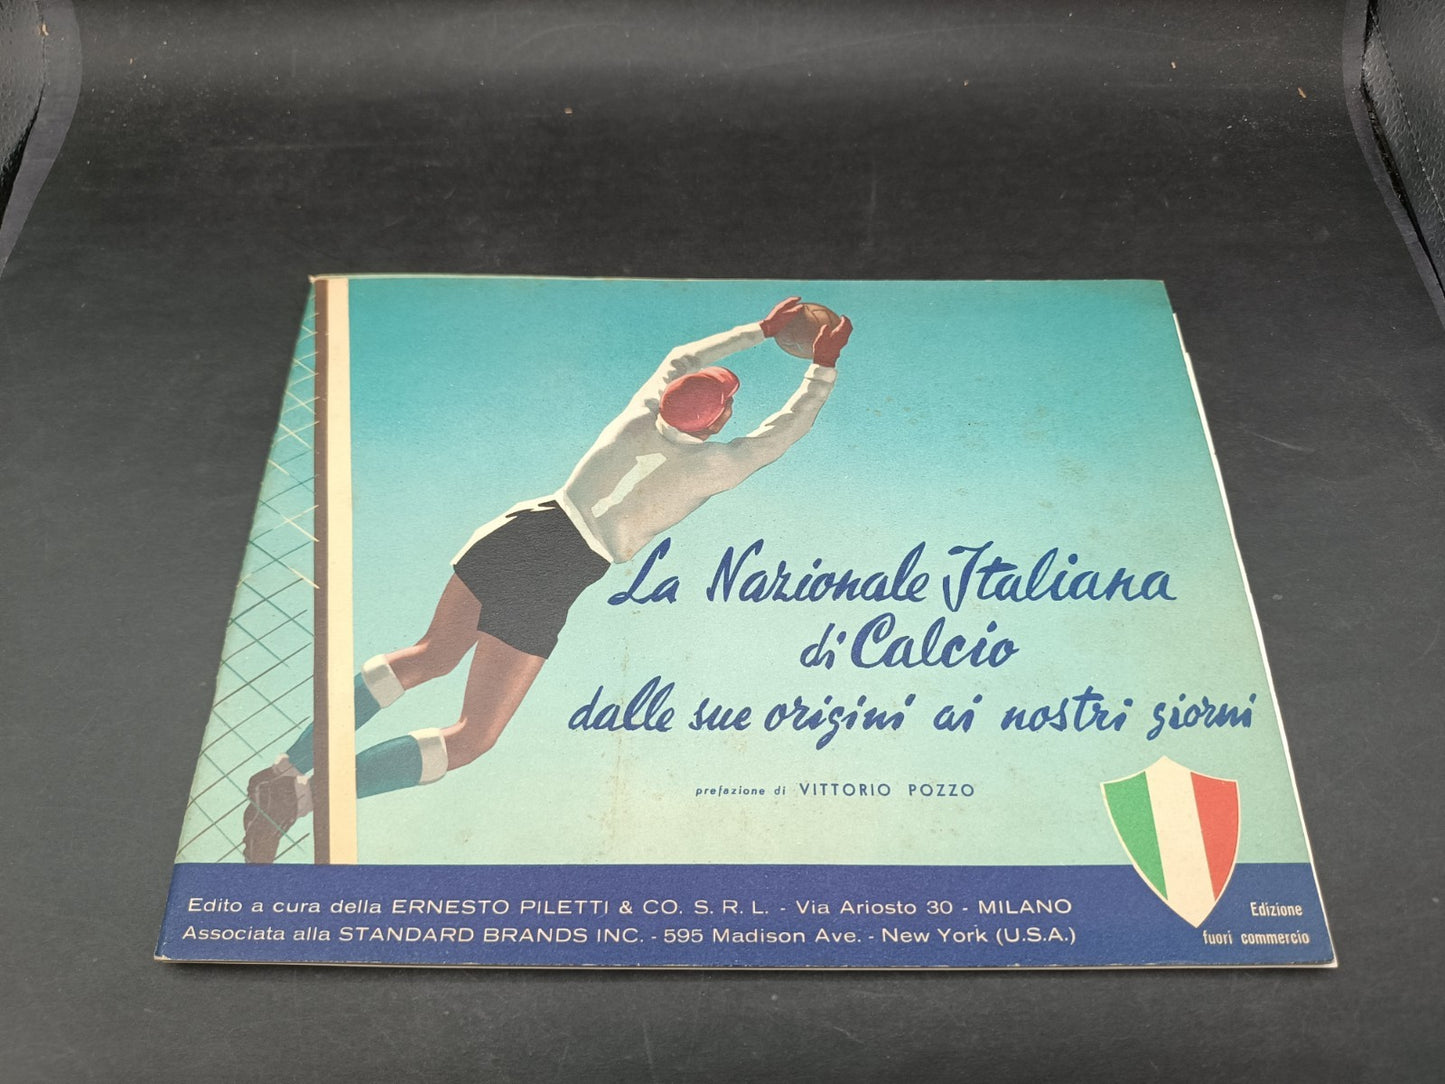 1
La Nazionale Italiana
di Calcio
dalle sue origini ai nostri giorni
prefazione di VITTORIO POZZO
Edito a cura della ERNESTO PILETTI & CO. S. R. L. - Via Ariosto 30 - MILANO
Associata alla STANDARD BRANDS INC. - 595 Madison Ave. - New York (U.S.A.)
Edizione
fuori commercio